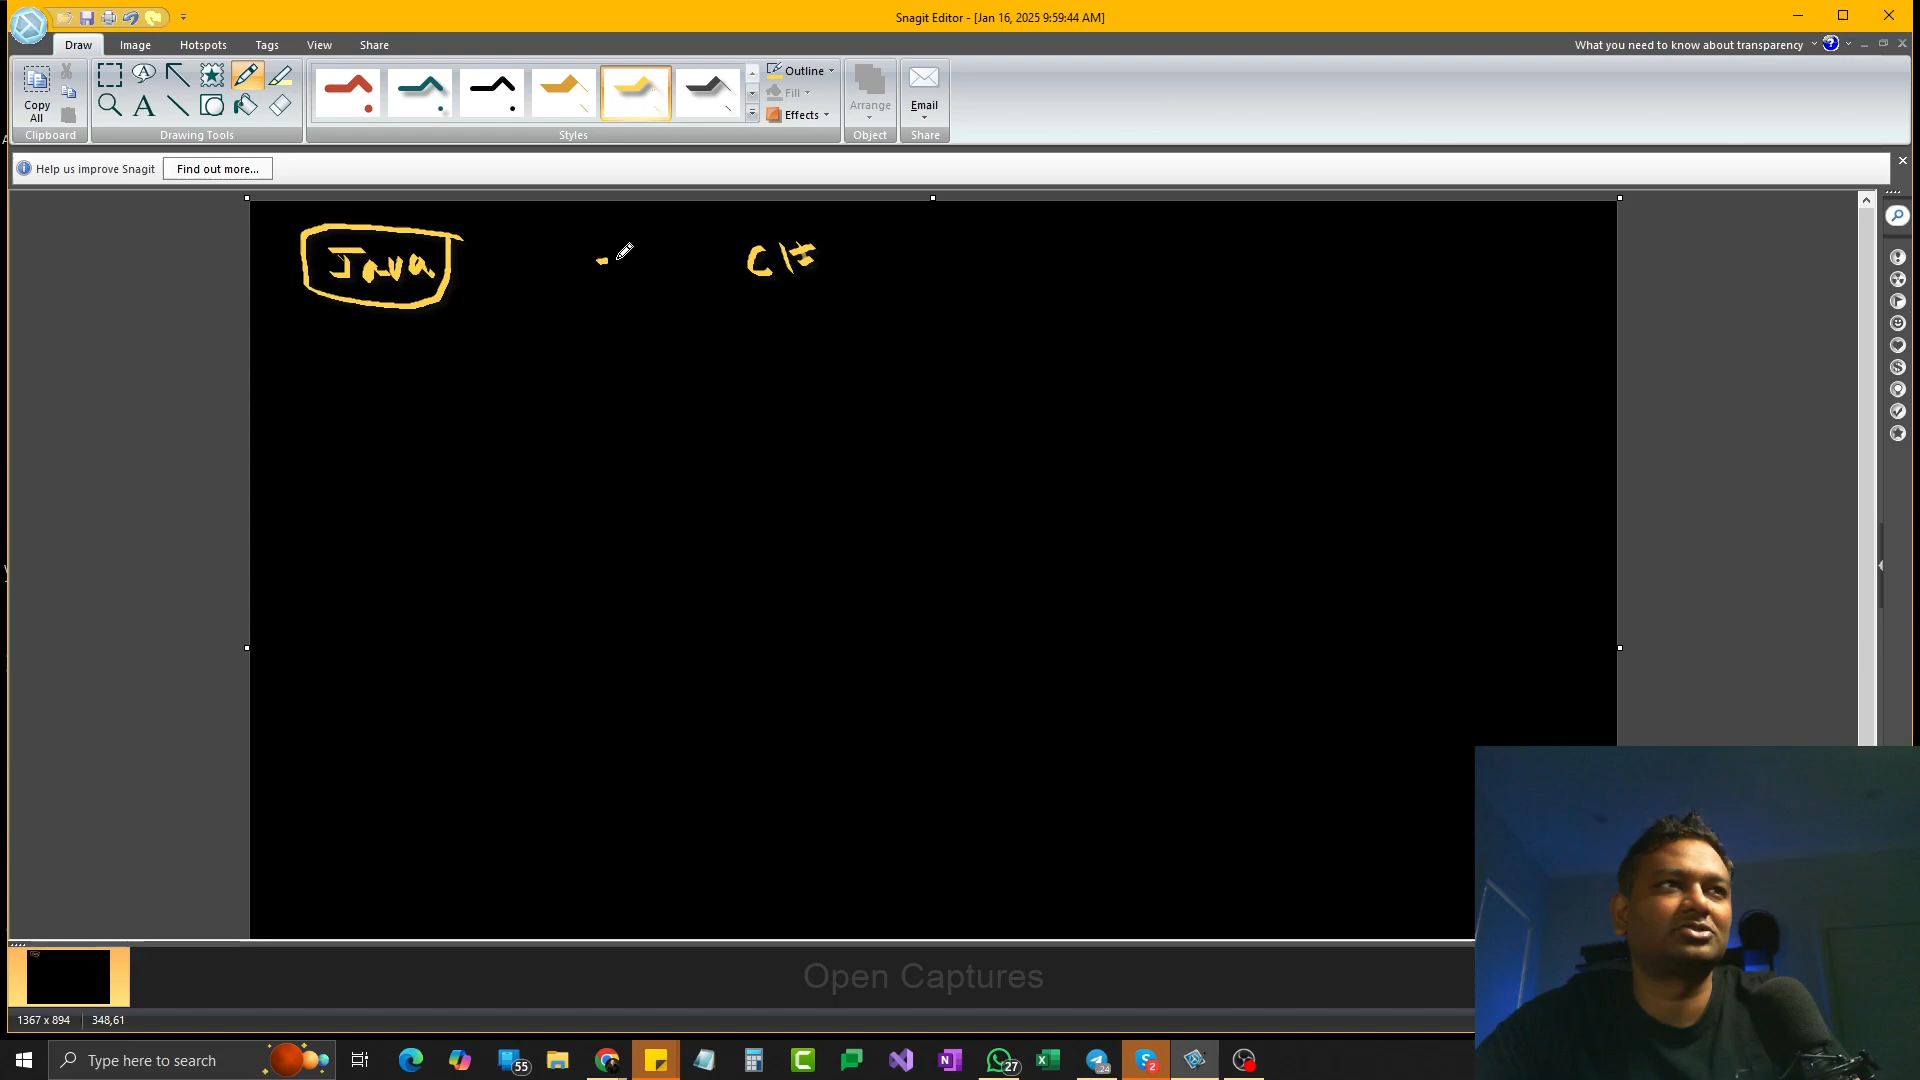 Snagit Editor - [Jan 16, 2025 9:59:44 AM]
Draw Image Hotspots Tags View Share What you need to know about transparency ?
Copy All
Outline
Fill
Effects
Arrange
Email
Clipboard Drawing Tools Styles Object Share
Help us improve Snagit Find out more...
Java - C#
Open Captures
1367 x 894 348,61
Type here to search
55
27
24
2